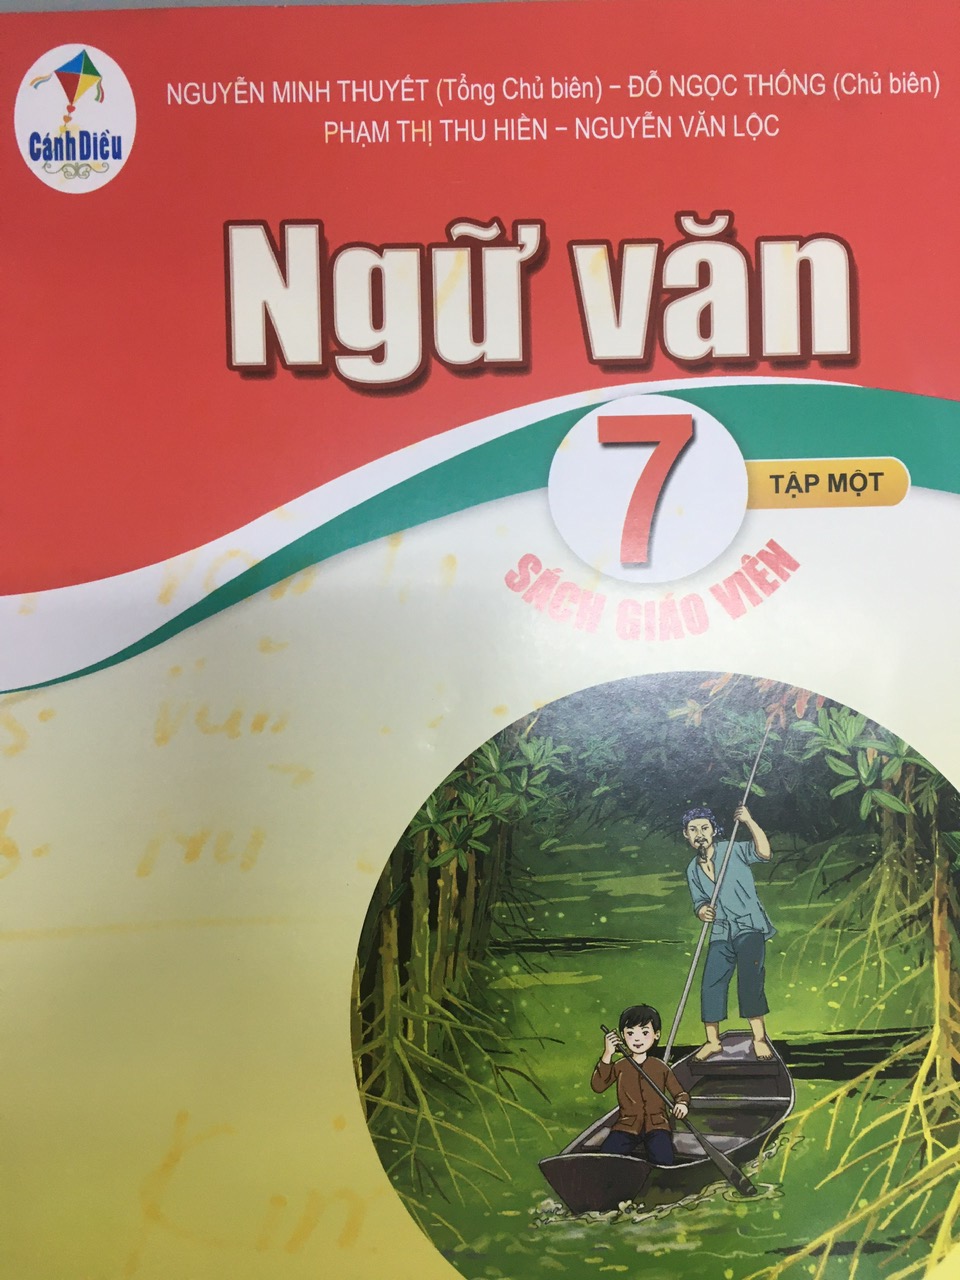 Cánh Diều
NGUYỄN MINH THUYẾT (Tổng Chủ biên) – ĐỖ NGỌC THỐNG (Chủ biên)
PHẠM THỊ THU HIỀN – NGUYỄN VĂN LỘC
Ngữ văn
7
TẬP MỘT
SÁCH GIÁO VIÊN